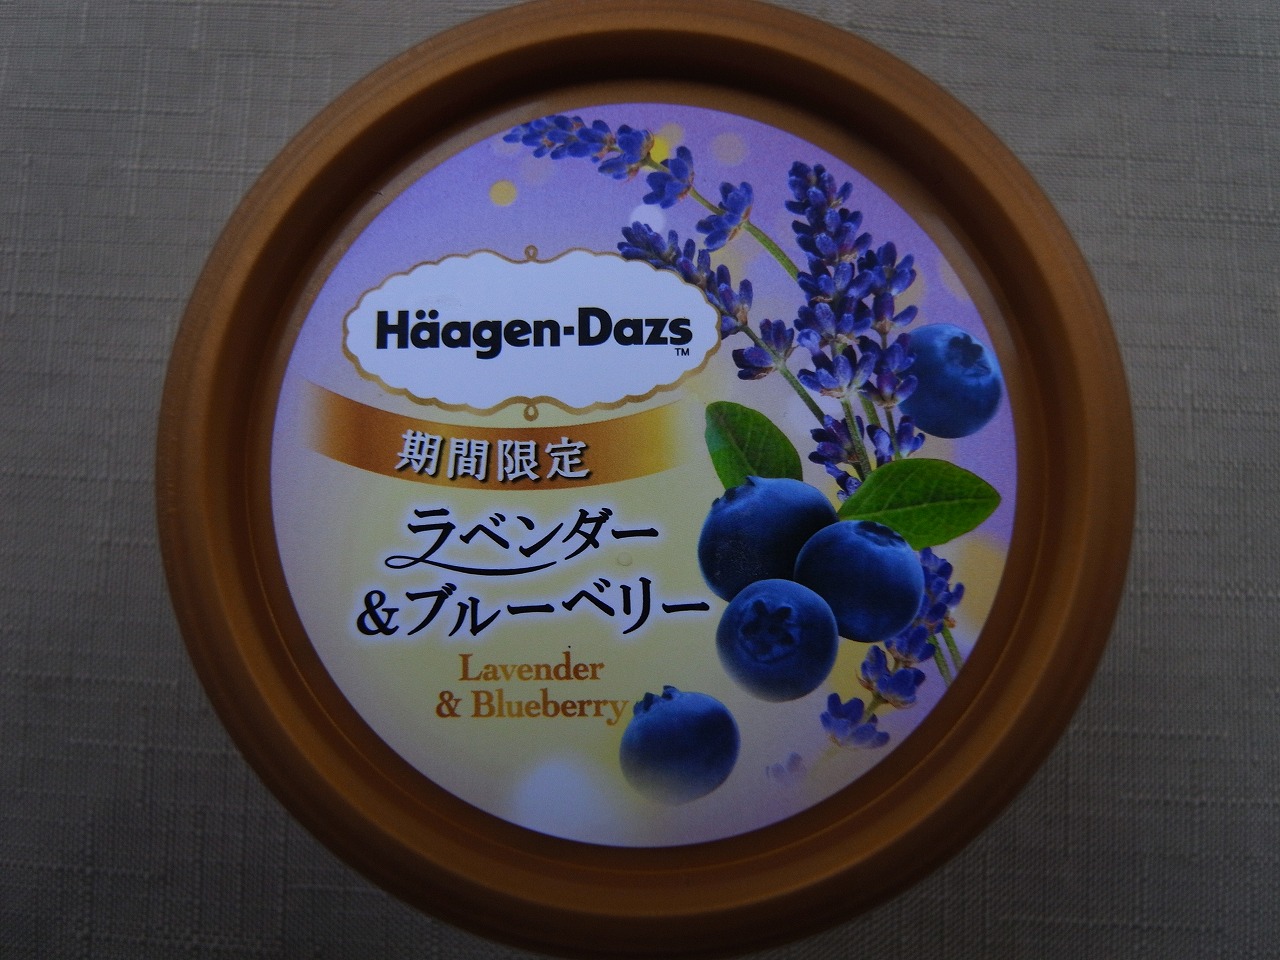 Häagen-Dazs
TM
期間限定
ラベンダー
&ブルーベリー
Lavender
& Blueberry